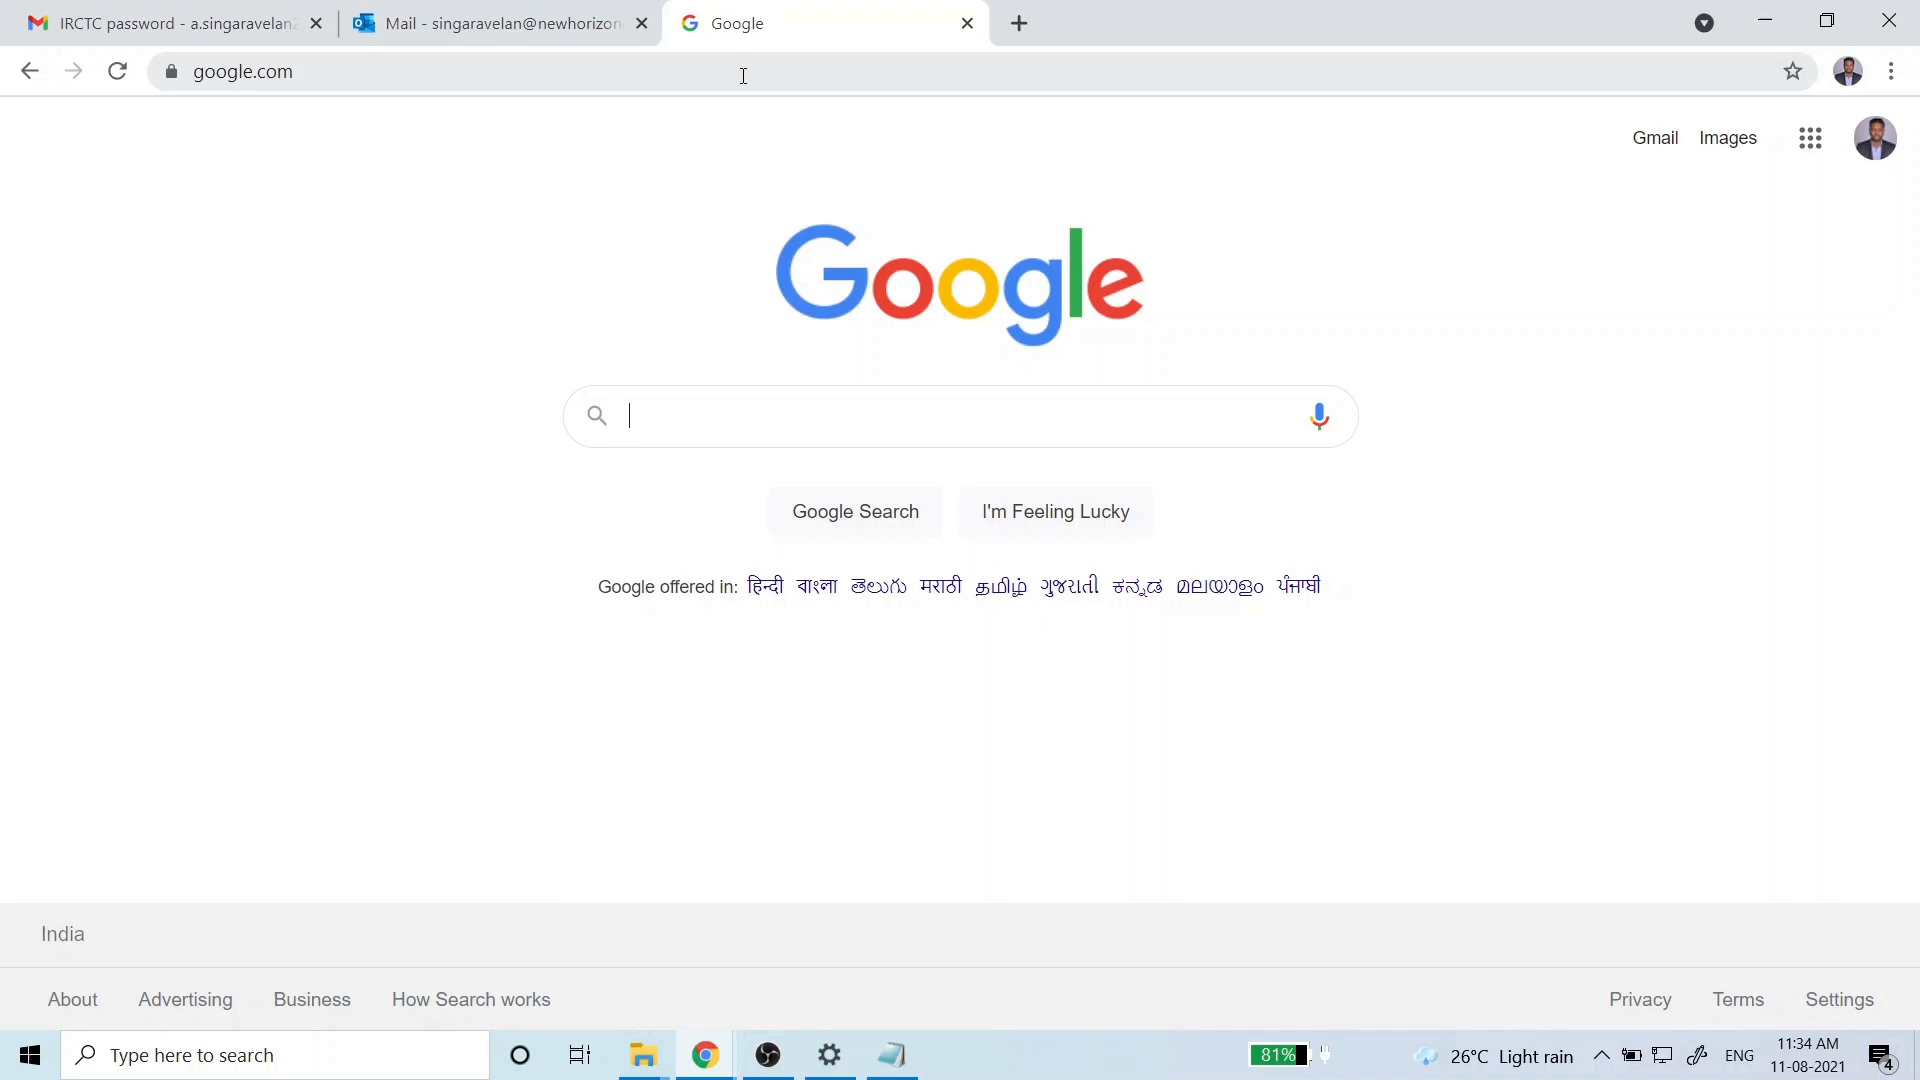 IRCTC password - a.singaravelan
Mail - singaravelan@newhorizon
Google
google.com
Gmail Images
Google
Google Search I'm Feeling Lucky
Google offered in: हिन्दी বাংলা తెలుగు मराठी தமிழ் ગુજરાતી ಕನ್ನಡ മലയാളം ਪੰਜਾਬੀ
India
About Advertising Business How Search works Privacy Terms Settings
Type here to search
81%
26°C Light rain
ENG
11:34 AM
11-08-2021
4